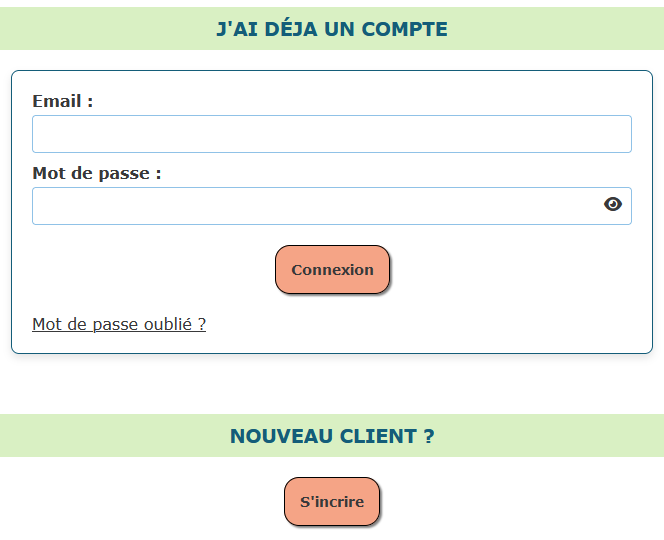 J'AI DÉJA UN COMPTE
Email :
Mot de passe :
Connexion
Mot de passe oublié ?
NOUVEAU CLIENT ?
S'incrire